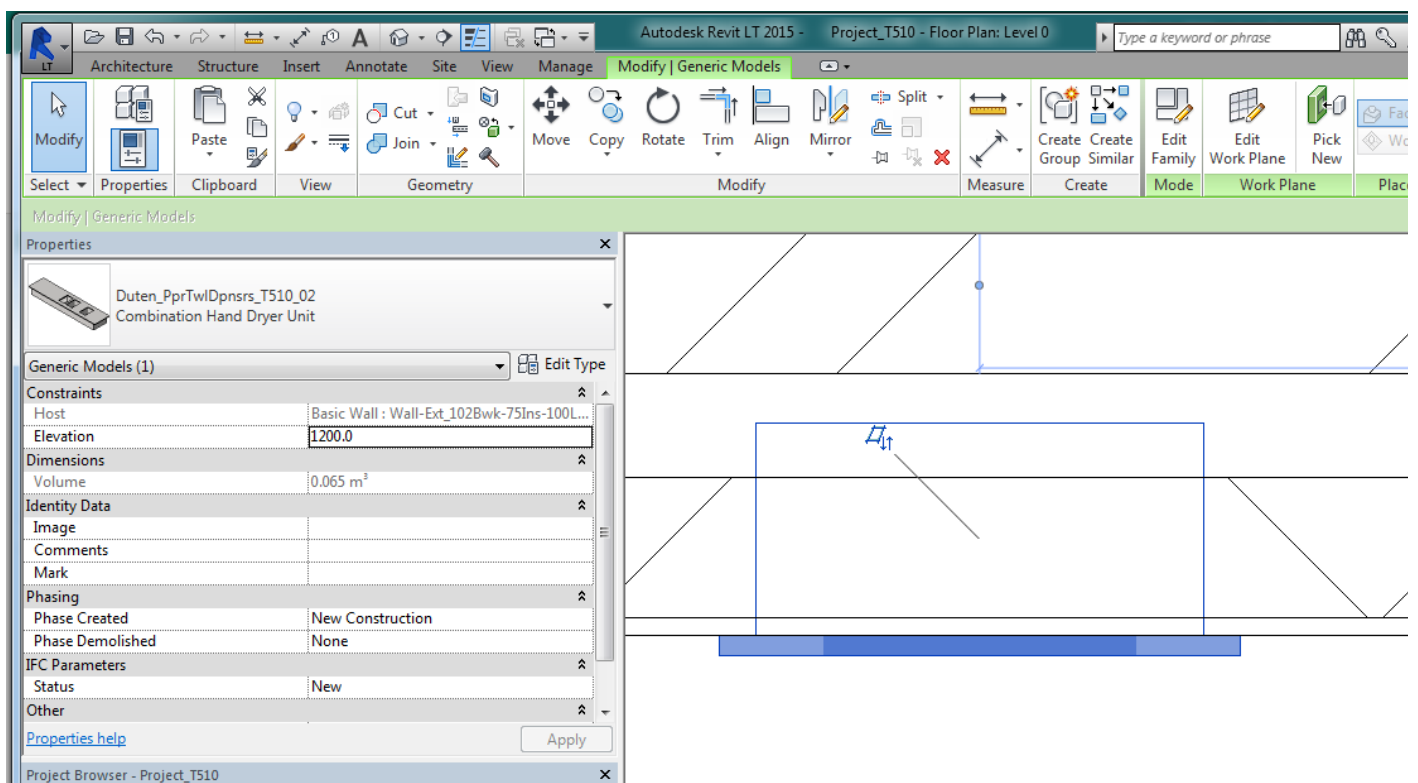 Autodesk Revit LT 2015 - Project_T510 - Floor Plan: Level 0
Type a keyword or phrase
LT
Architecture Structure Insert Annotate Site View Manage Modify | Generic Models
Modify
Paste
Cut
Join
Move Copy Rotate Trim Align Mirror
Split
Create Group
Create Similar
Edit Family
Edit Work Plane
Pick New
Select Properties Clipboard View Geometry Modify Measure Create Mode Work Plane
Modify | Generic Models
Properties
Duten_PprTwlDpnsrs_T510_02
Combination Hand Dryer Unit
Generic Models (1) Edit Type
Constraints
Host Basic Wall : Wall-Ext_102Bwk-75Ins-100L...
Elevation 1200.0
Dimensions
Volume 0.065 m³
Identity Data
Image
Comments
Mark
Phasing
Phase Created New Construction
Phase Demolished None
IFC Parameters
Status New
Other
Properties help Apply
Project Browser - Project_T510